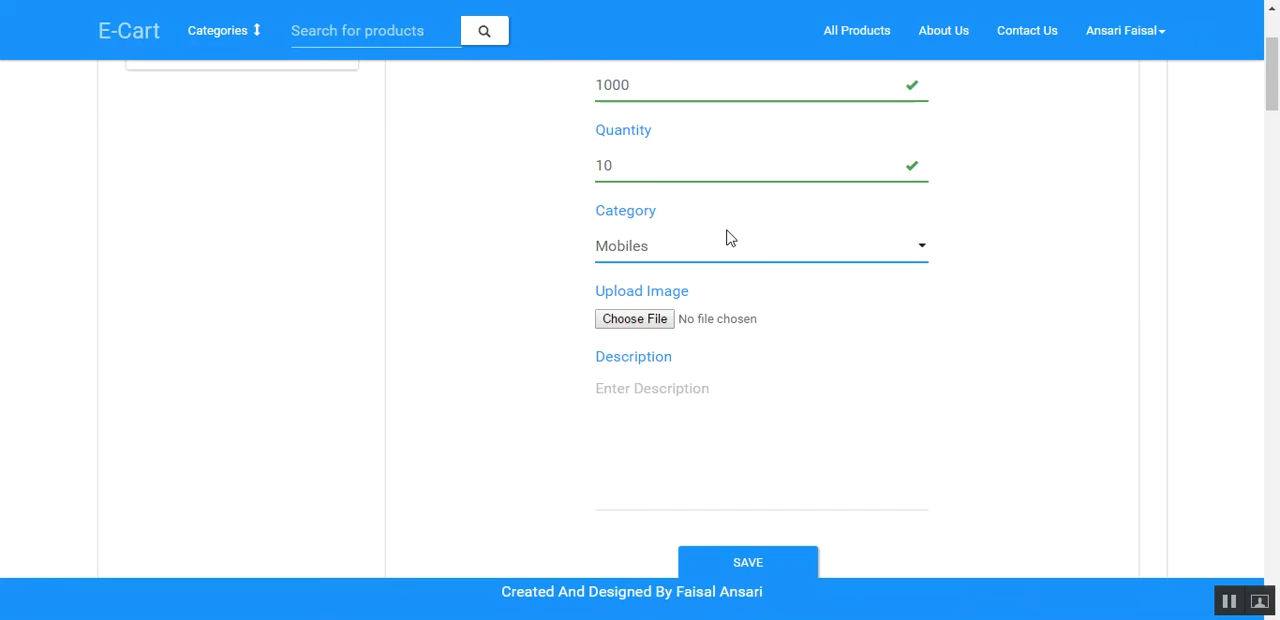 E-Cart
Categories
Search for products
All Products
About Us
Contact Us
Ansari Faisal
1000
Quantity
10
Category
Mobiles
Upload Image
Choose File No file chosen
Description
Enter Description
SAVE
Created And Designed By Faisal Ansari